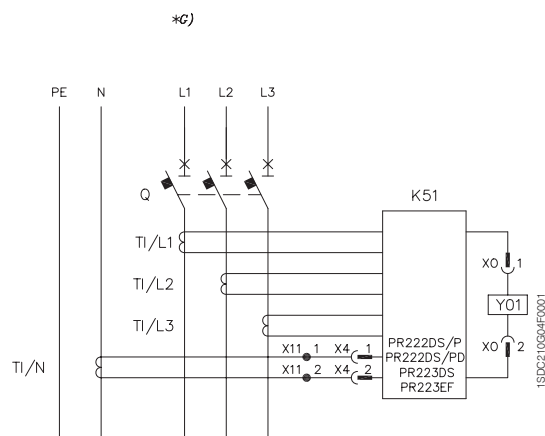 *G)
PE N L1 L2 L3
Q
K51
TI/L1
X0 1
TI/L2
Y01
TI/L3
X0 2
PR222DS/P
PR222DS/PD
PR223DS
PR223EF
TI/N
X11 1 X4 1
X11 2 X4 2
1SDC210G04F0001